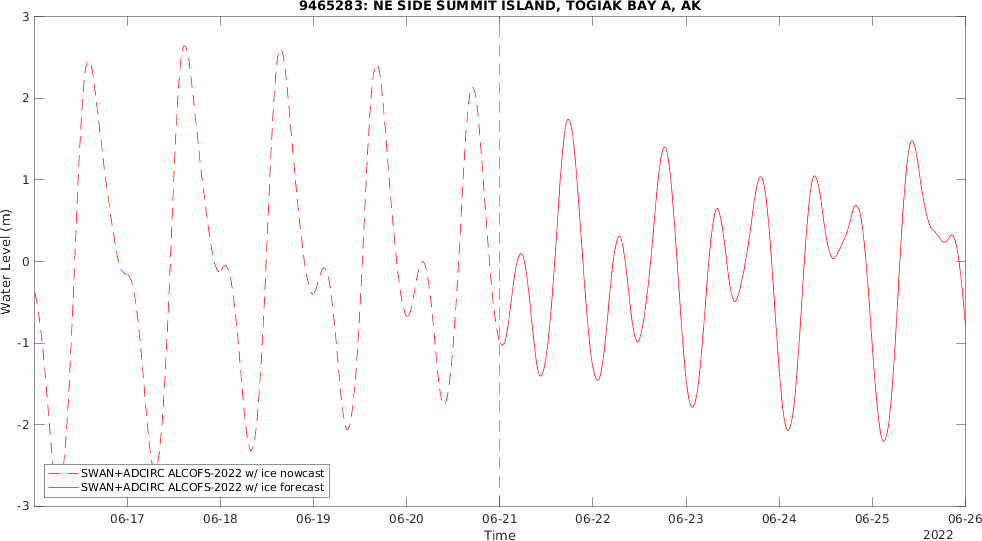 9465283: NE SIDE SUMMIT ISLAND, TOGIAK BAY A, AK
3
2
1
0
-1
-2
-3
Water Level (m)
SWAN+ADCIRC ALCOFS-2022 w/ ice nowcast
SWAN+ADCIRC ALCOFS-2022 w/ ice forecast
06-17 06-18 06-19 06-20 06-21 06-22 06-23 06-24 06-25 06-26
Time
2022